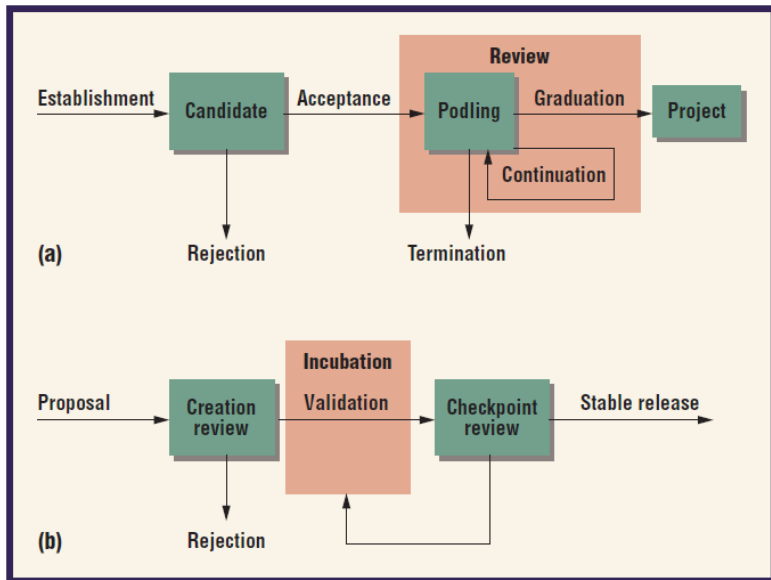 Review
Establishment
Candidate
Acceptance
Podling
Graduation
Project
Continuation
(a)
Rejection
Termination
Incubation
Proposal
Creation
review
Validation
Checkpoint
review
Stable release
(b)
Rejection